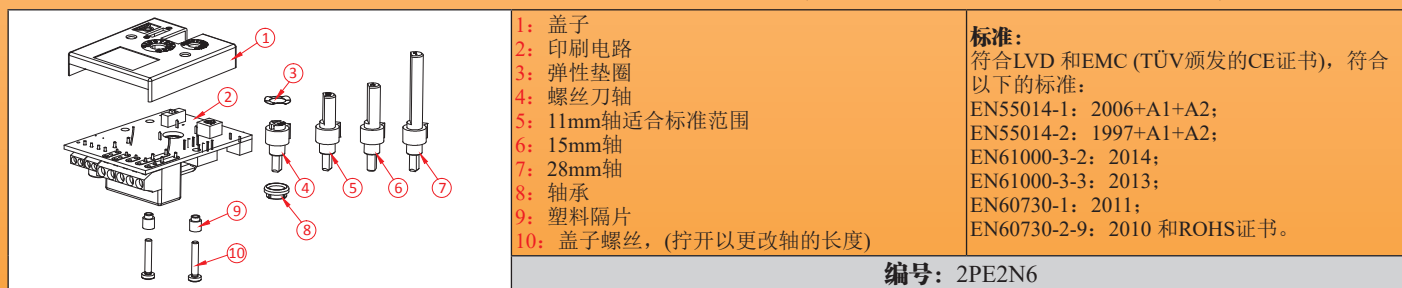 1
2
3
4
5
6
7
8
9
10
1：盖子
2：印刷电路
3：弹性垫圈
4：螺丝刀轴
5：11mm轴适合标准范围
6：15mm轴
7：28mm轴
8：轴承
9：塑料隔片
10：盖子螺丝，(拧开以更改轴的长度)
标准：
符合LVD 和EMC (TÜV颁发的CE证书)，符合
以下的标准：
EN55014-1：2006+A1+A2；
EN55014-2：1997+A1+A2；
EN61000-3-2：2014；
EN61000-3-3：2013；
EN60730-1：2011；
EN60730-2-9：2010 和ROHS证书。
编号：2PE2N6